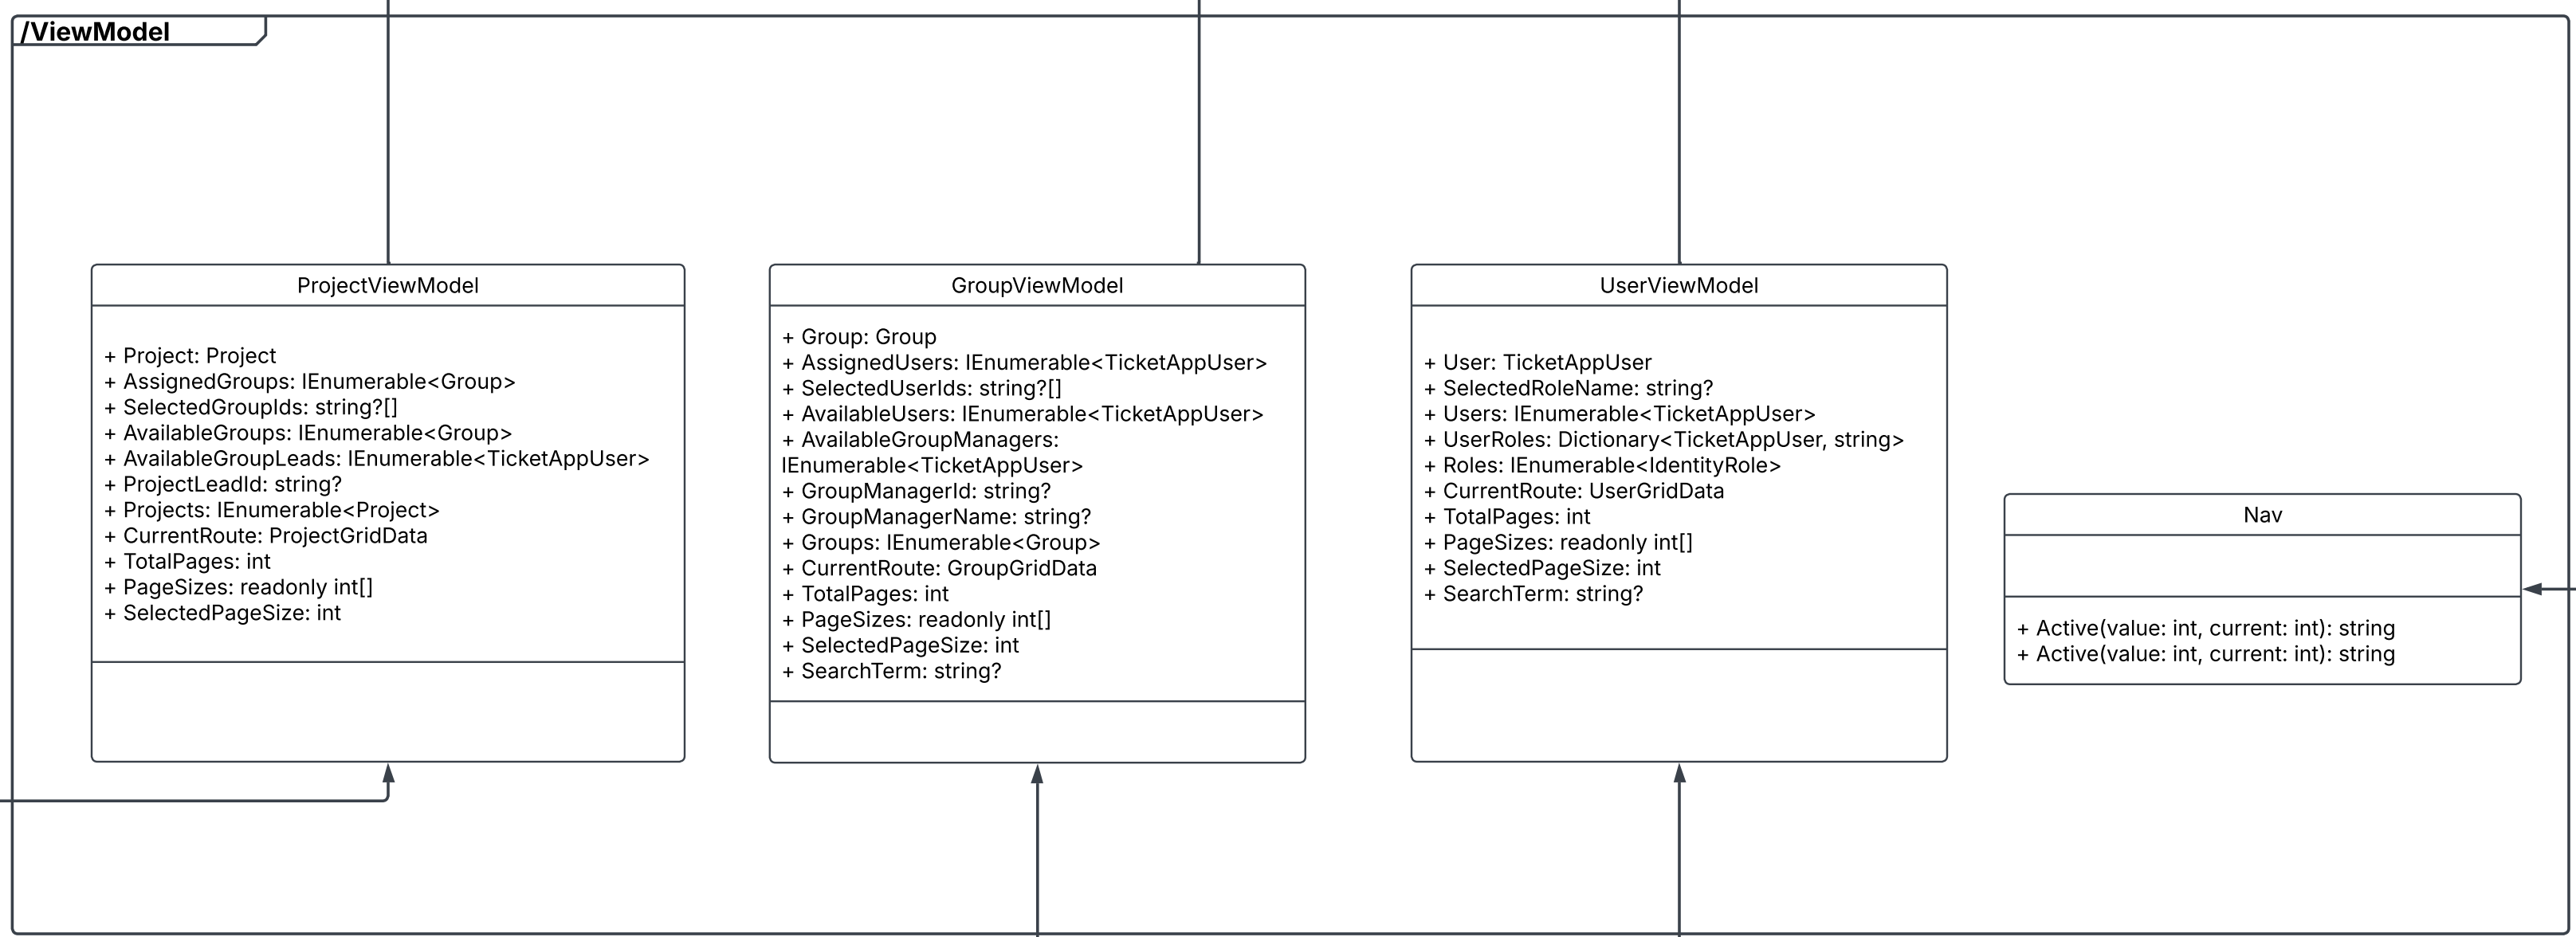 /ViewModel
ProjectViewModel
+ Project: Project
+ AssignedGroups: IEnumerable<Group>
+ SelectedGroupIds: string?[]
+ AvailableGroups: IEnumerable<Group>
+ AvailableGroupLeads: IEnumerable<TicketAppUser>
+ ProjectLeadId: string?
+ Projects: IEnumerable<Project>
+ CurrentRoute: ProjectGridData
+ TotalPages: int
+ PageSizes: readonly int[]
+ SelectedPageSize: int
GroupViewModel
+ Group: Group
+ AssignedUsers: IEnumerable<TicketAppUser>
+ SelectedUserIds: string?[]
+ AvailableUsers: IEnumerable<TicketAppUser>
+ AvailableGroupManagers:
IEnumerable<TicketAppUser>
+ GroupManagerId: string?
+ GroupManagerName: string?
+ Groups: IEnumerable<Group>
+ CurrentRoute: GroupGridData
+ TotalPages: int
+ PageSizes: readonly int[]
+ SelectedPageSize: int
+ SearchTerm: string?
UserViewModel
+ User: TicketAppUser
+ SelectedRoleName: string?
+ Users: IEnumerable<TicketAppUser>
+ UserRoles: Dictionary<TicketAppUser, string>
+ Roles: IEnumerable<IdentityRole>
+ CurrentRoute: UserGridData
+ TotalPages: int
+ PageSizes: readonly int[]
+ SelectedPageSize: int
+ SearchTerm: string?
Nav
+ Active(value: int, current: int): string
+ Active(value: int, current: int): string